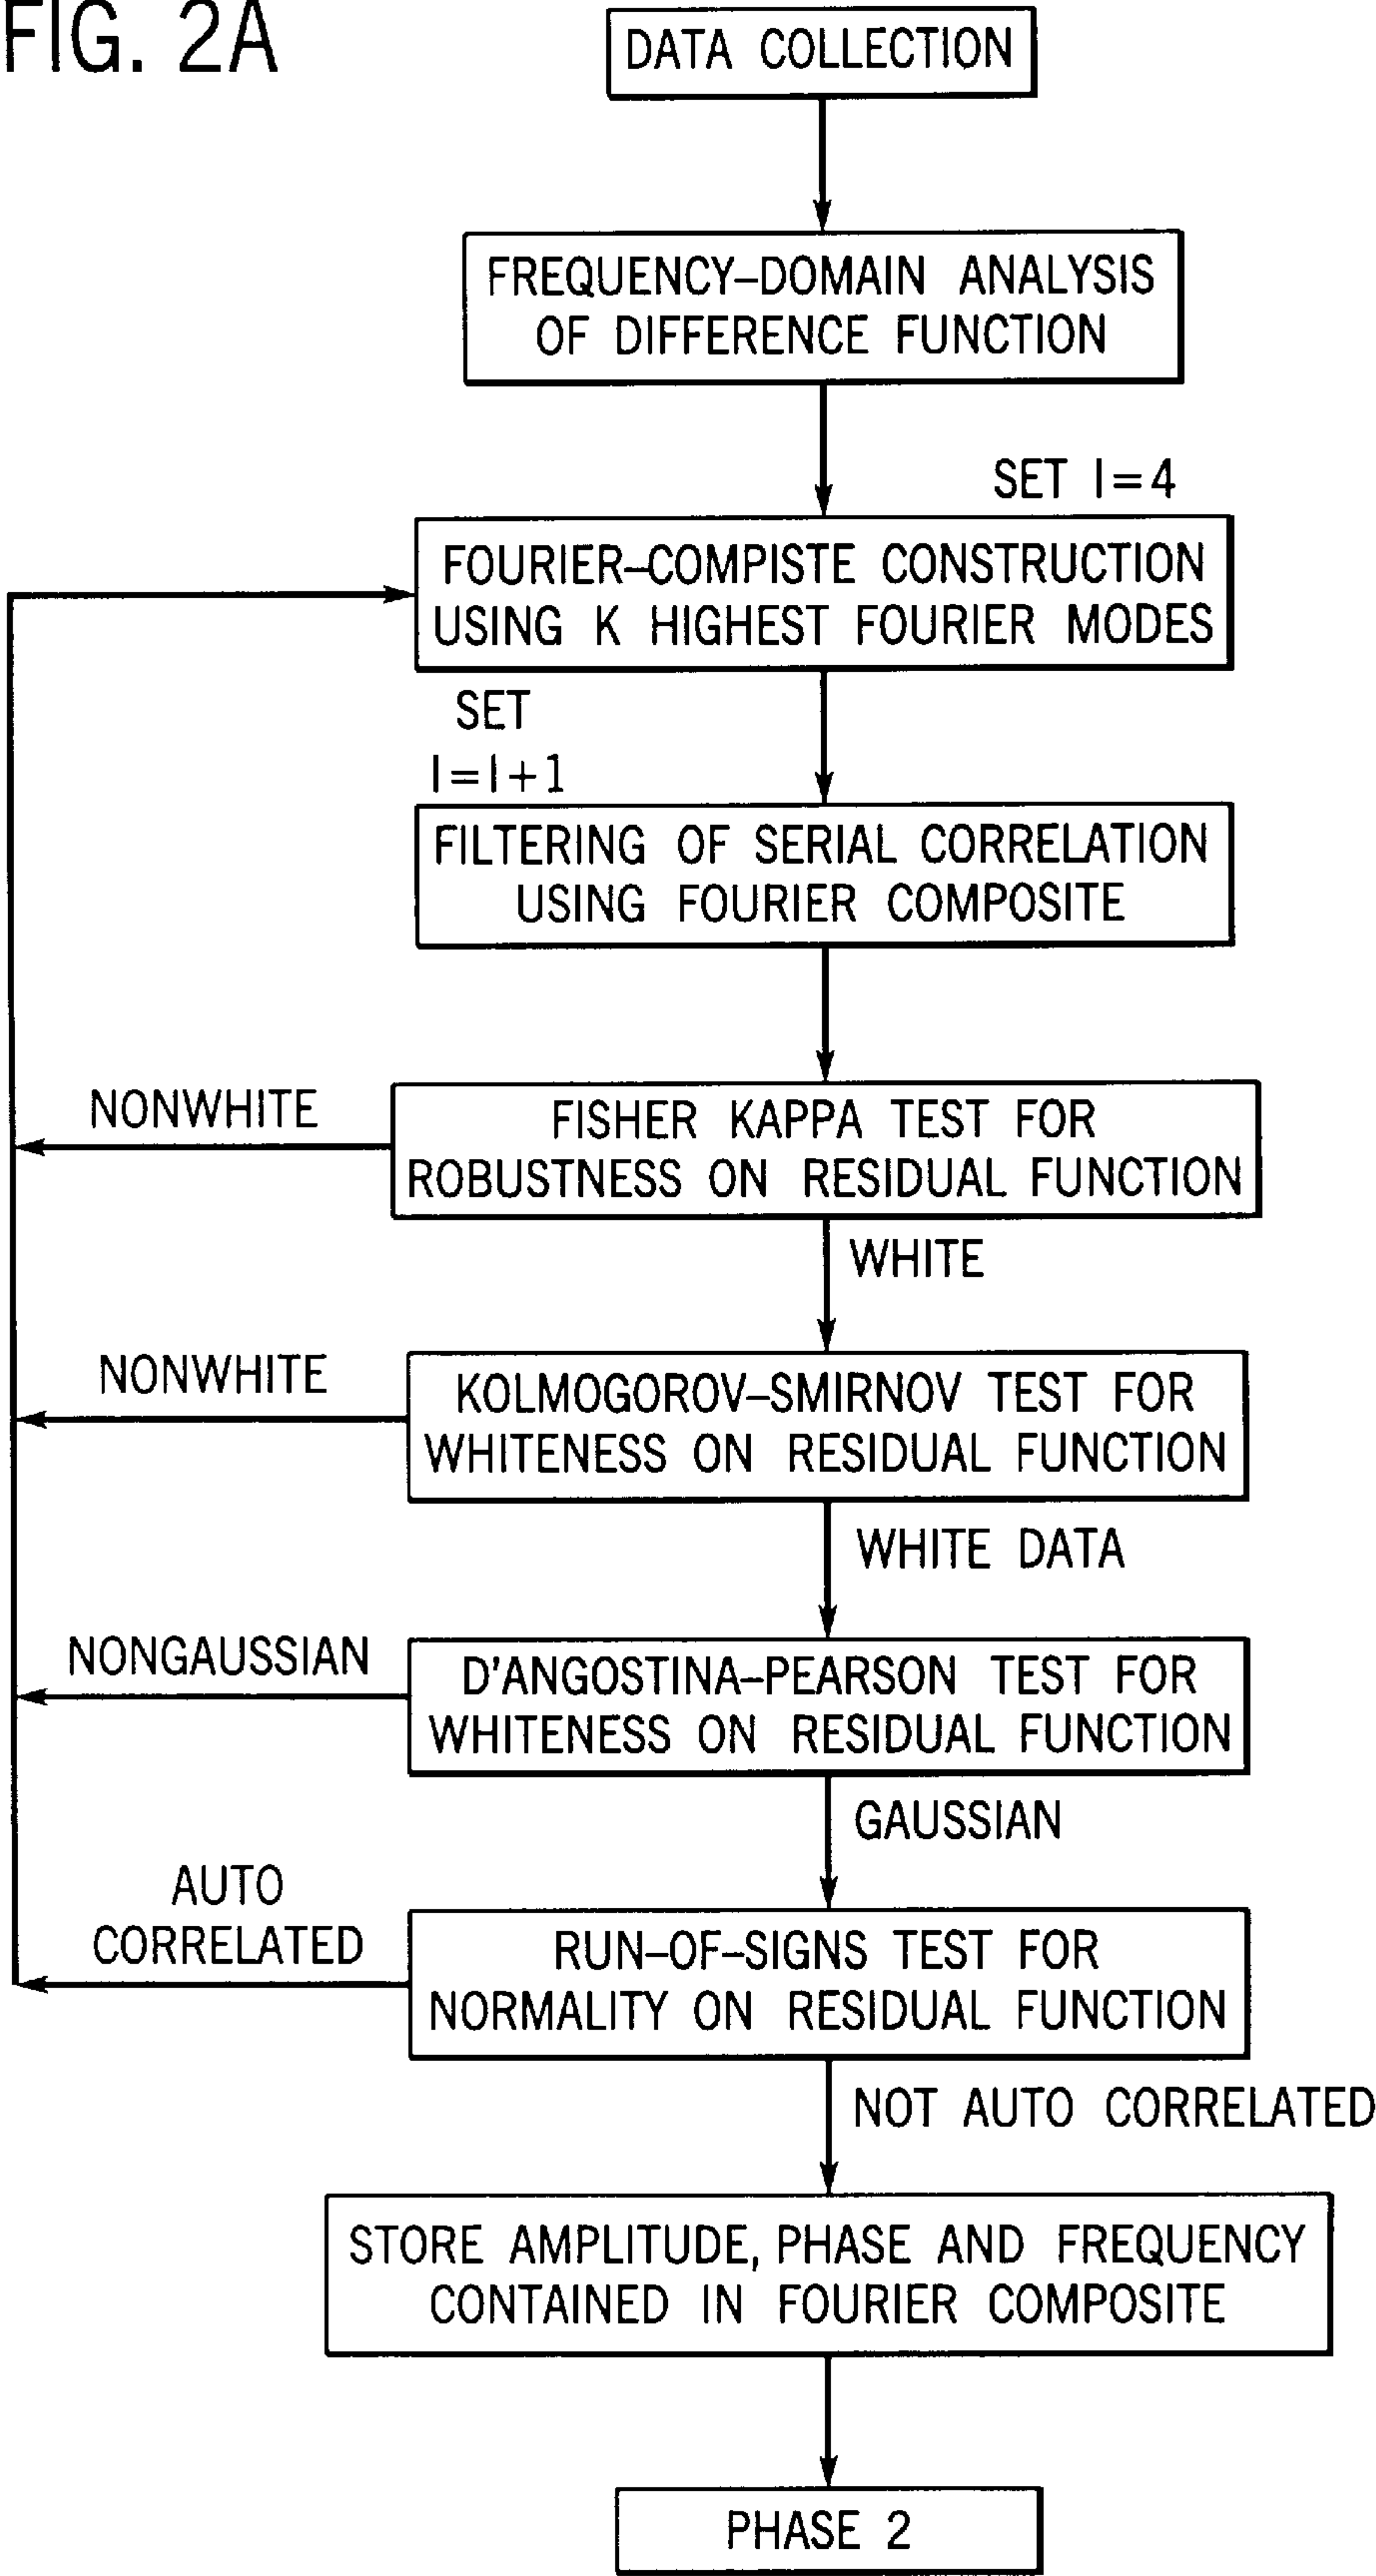 FIG. 2A
DATA COLLECTION
FREQUENCY–DOMAIN ANALYSIS
OF DIFFERENCE FUNCTION
SET I=4
FOURIER–COMPISTE CONSTRUCTION
USING K HIGHEST FOURIER MODES
SET
I=I+1
FILTERING OF SERIAL CORRELATION
USING FOURIER COMPOSITE
NONWHITE
FISHER KAPPA TEST FOR
ROBUSTNESS ON RESIDUAL FUNCTION
WHITE
NONWHITE
KOLMOGOROV–SMIRNOV TEST FOR
WHITENESS ON RESIDUAL FUNCTION
WHITE DATA
NONGAUSSIAN
D'ANGOSTINA–PEARSON TEST FOR
WHITENESS ON RESIDUAL FUNCTION
GAUSSIAN
AUTO
CORRELATED
RUN–OF–SIGNS TEST FOR
NORMALITY ON RESIDUAL FUNCTION
NOT AUTO CORRELATED
STORE AMPLITUDE, PHASE AND FREQUENCY
CONTAINED IN FOURIER COMPOSITE
PHASE 2